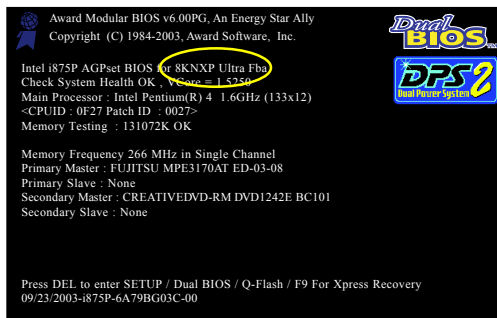 Award Modular BIOS v6.00PG, An Energy Star Ally
Copyright (C) 1984-2003, Award Software, Inc.
Dual
BIOS
Intel i875P AGPset BIOS for 8KNXP Ultra Fba
Check System Health OK , VCore = 1.5250
Main Processor : Intel Pentium(R) 4 1.6GHz (133x12)
<CPUID : 0F27 Patch ID : 0027>
Memory Testing : 131072K OK
DPS2
Dual Power System
Memory Frequency 266 MHz in Single Channel
Primary Master : FUJITSU MPE3170AT ED-03-08
Primary Slave : None
Secondary Master : CREATIVEDVD-RM DVD1242E BC101
Secondary Slave : None
Press DEL to enter SETUP / Dual BIOS / Q-Flash / F9 For Xpress Recovery
09/23/2003-i875P-6A79BG03C-00